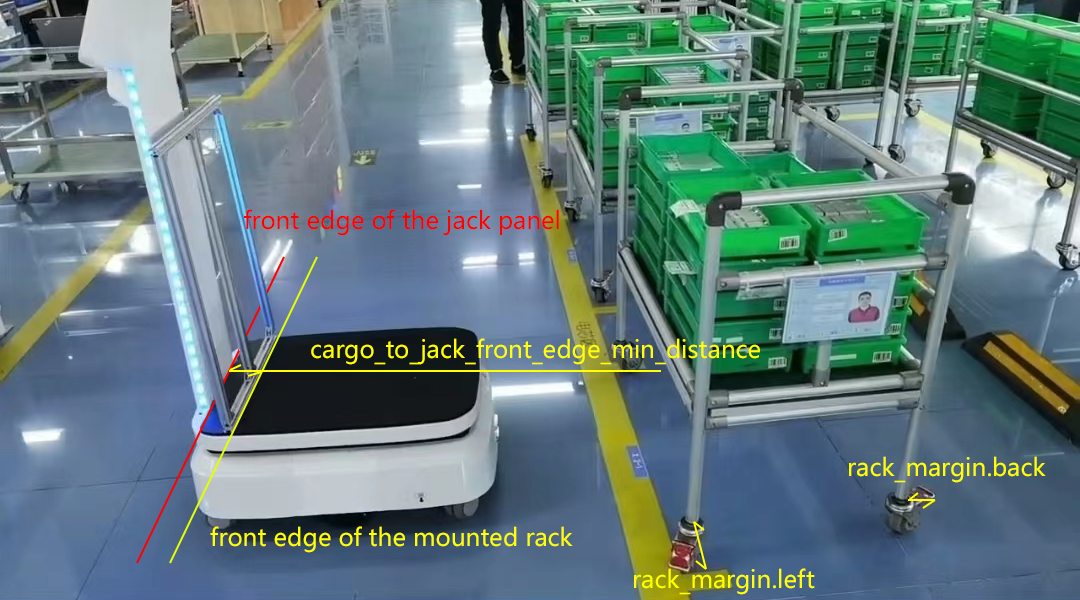 front edge of the jack panel
cargo_to_jack_front_edge_min_distance
rack_margin.back
front edge of the mounted rack
rack_margin.left